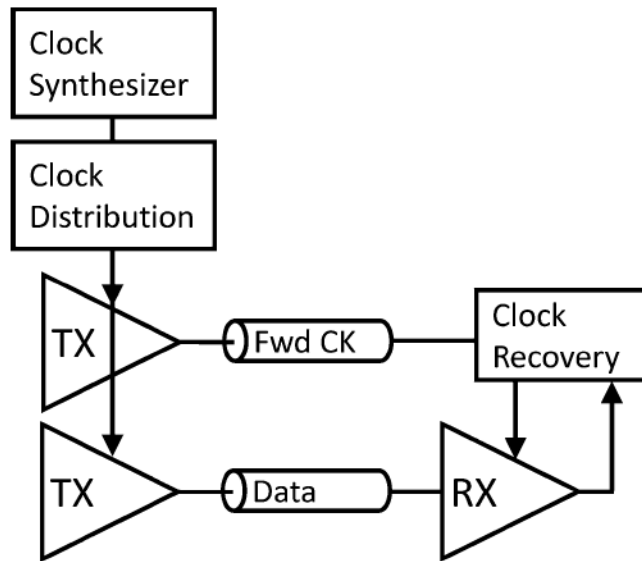 Clock
Synthesizer
Clock
Distribution
TX
Fwd CK
Clock
Recovery
TX
Data
RX